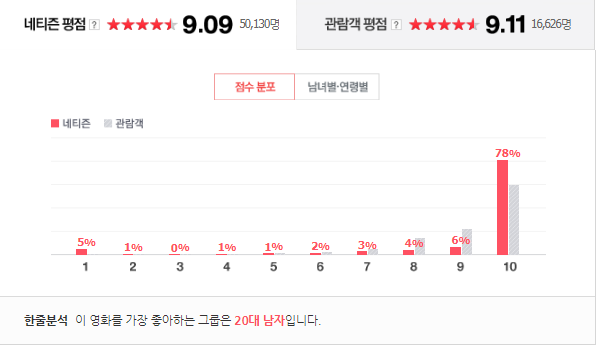 네티즌 평점 ? 9.09 50,130명
관람객 평점 ? 9.11 16,626명
점수 분포 남녀별·연령별
네티즌 관람객
5% 1% 0% 1% 1% 2% 3% 4% 6% 78%
1 2 3 4 5 6 7 8 9 10
한줄분석 이 영화를 가장 좋아하는 그룹은 20대 남자입니다.